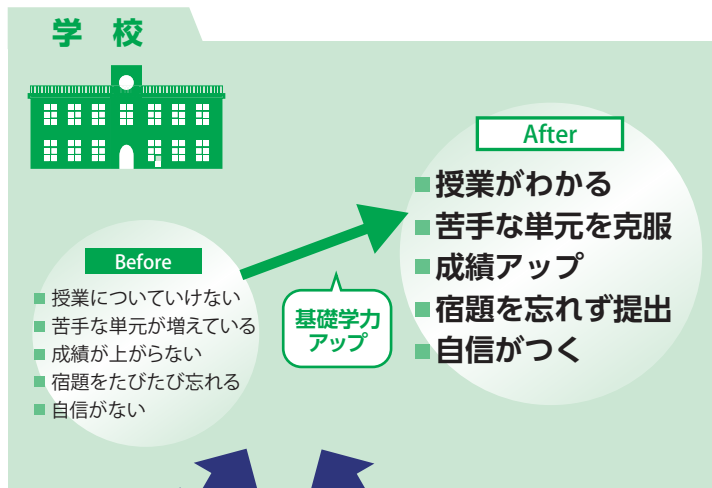 学校
Before
授業についていけない
苦手な単元が増えている
成績が上がらない
宿題をたびたび忘れる
自信がない
基礎学力
アップ
After
授業がわかる
苦手な単元を克服
成績アップ
宿題を忘れず提出
自信がつく